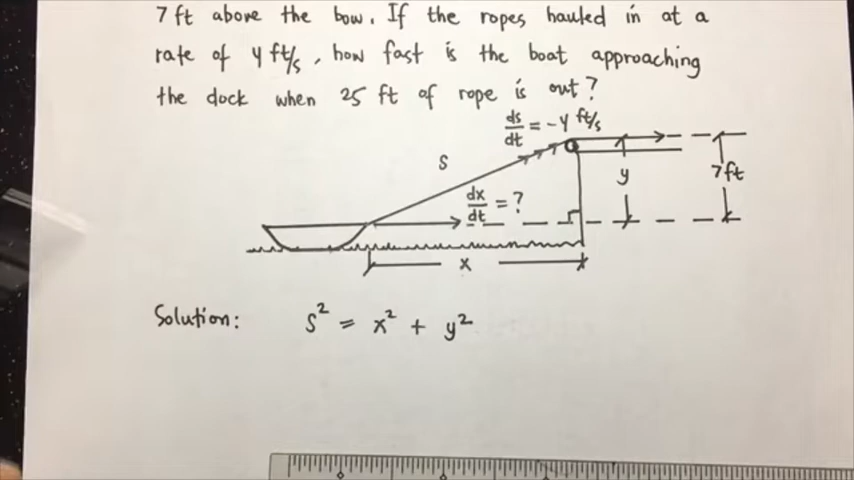 7 ft above the bow. If the ropes hauled in at a
rate of 4 ft/s, how fast is the boat approaching
the dock when 25 ft of rope is out?
ds/dt = -4 ft/s
s
y
7ft
dx/dt = ?
x
Solution: s² = x² + y²